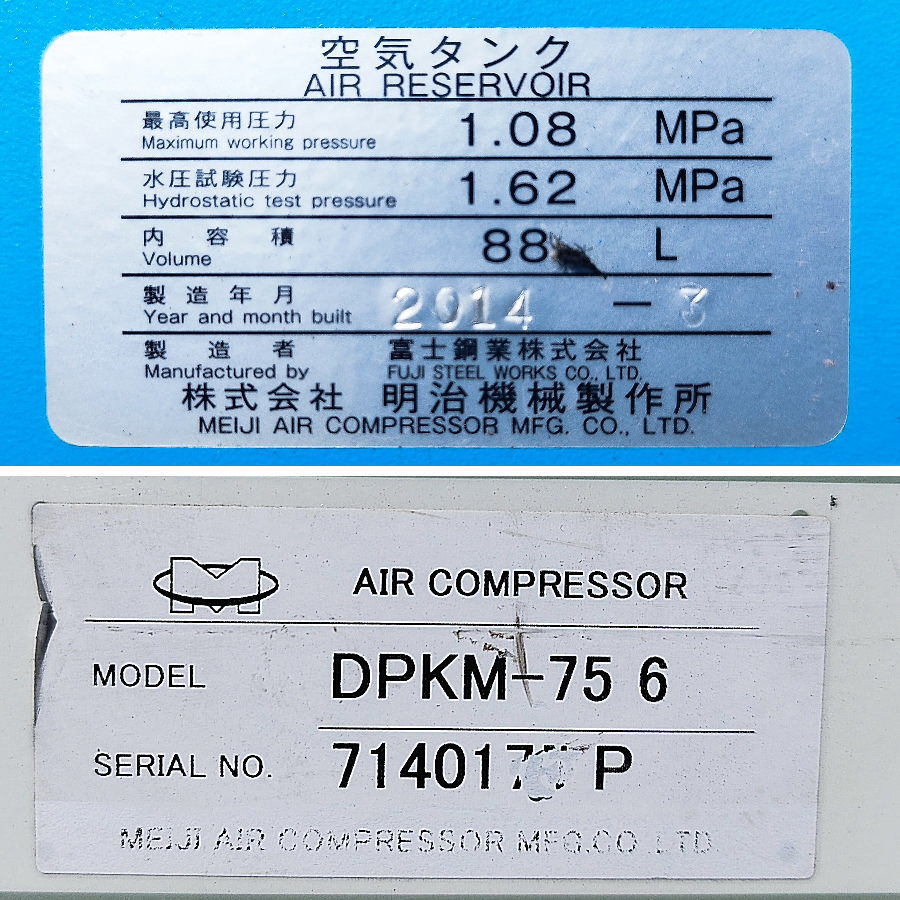 空気タンク
AIR RESERVOIR
最高使用圧力 1.08 MPa
Maximum working pressure
水圧試験圧力 1.62 MPa
Hydrostatic test pressure
内 容 積 88 L
Volume
製 造 年 月 2014 - 3
Year and month built
製 造 者 富士鋼業株式会社
Manufactured by FUJI STEEL WORKS CO., LTD.
株式会社 明治機械製作所
MEIJI AIR COMPRESSOR MFG. CO., LTD.
AIR COMPRESSOR
MODEL DPKM-75 6
SERIAL NO. P
MEIJI AIR COMPRESSOR MFG.CO.,LTD.